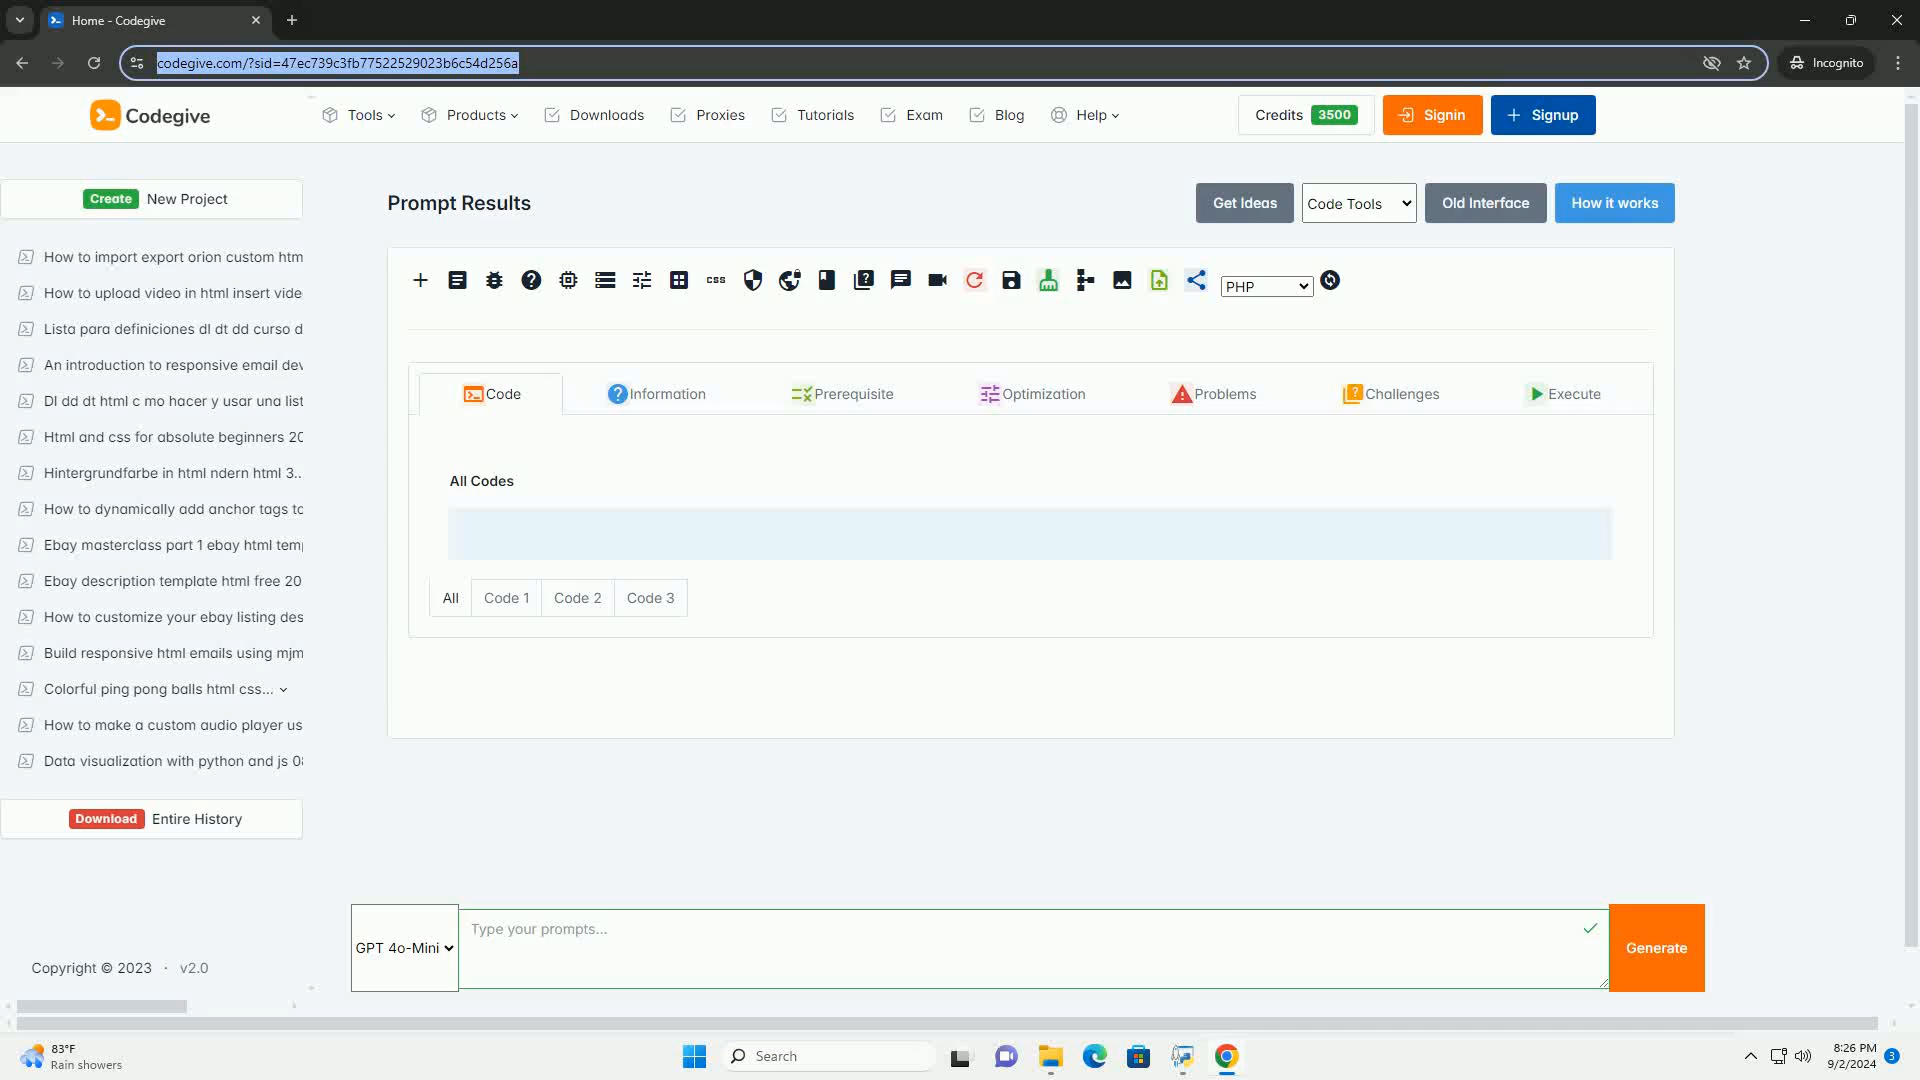 Home - Codegive
codegive.com/?sid=47ec739c3fb77522529023b6c54d256a
Incognito
Codegive
Tools
Products
Downloads
Proxies
Tutorials
Exam
Blog
Help
Credits 3500
Signin
Signup
Create New Project
How to import export orion custom htm
How to upload video in html insert vide
Lista para definiciones dl dt dd curso d
An introduction to responsive email dev
Dl dd dt html c mo hacer y usar una list
Html and css for absolute beginners 20
Hintergrundfarbe in html ndern html 3...
How to dynamically add anchor tags to
Ebay masterclass part 1 ebay html temp
Ebay description template html free 20
How to customize your ebay listing des
Build responsive html emails using mjm
Colorful ping pong balls html css...
How to make a custom audio player us
Data visualization with python and js 08
Download Entire History
Copyright © 2023 · v2.0
Prompt Results
Get Ideas
Code Tools
Old Interface
How it works
css
PHP
Code
Information
Prerequisite
Optimization
Problems
Challenges
Execute
All Codes
All
Code 1
Code 2
Code 3
GPT 4o-Mini
Type your prompts...
Generate
83°F
Rain showers
Search
8:26 PM
9/2/2024
3